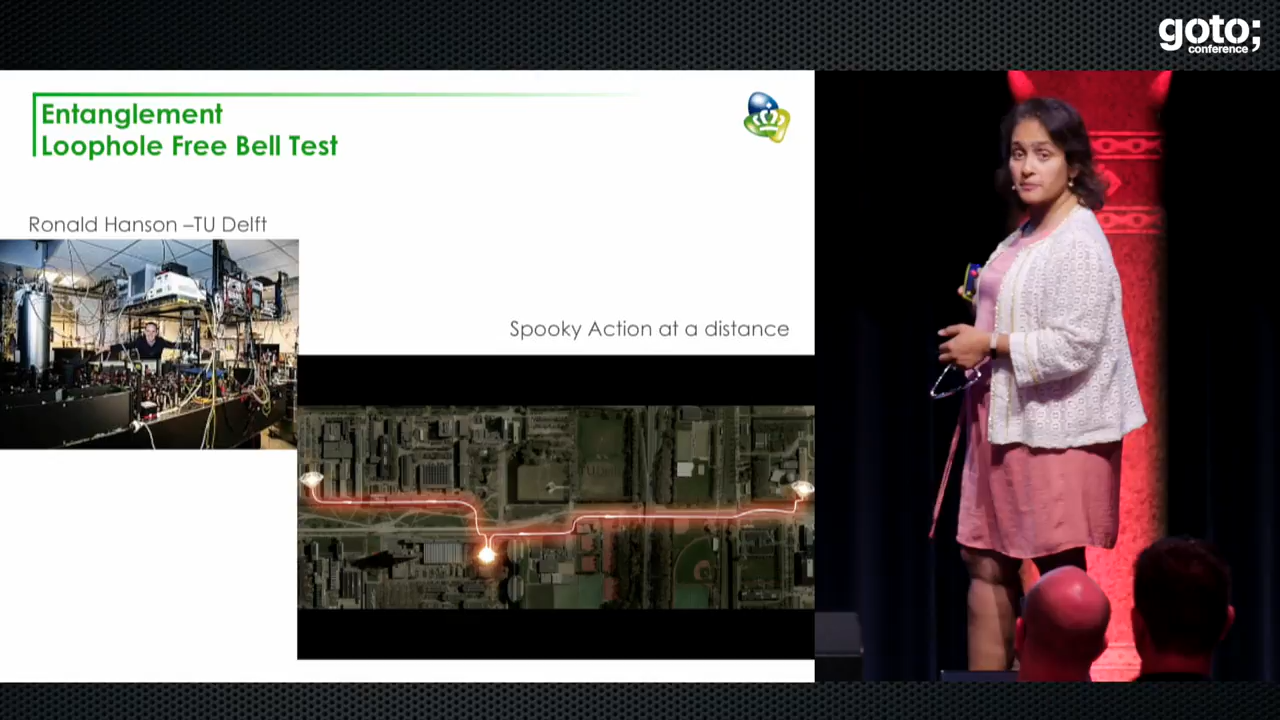 goto;
conference
Entanglement
Loophole Free Bell Test
Ronald Hanson –TU Delft
Spooky Action at a distance